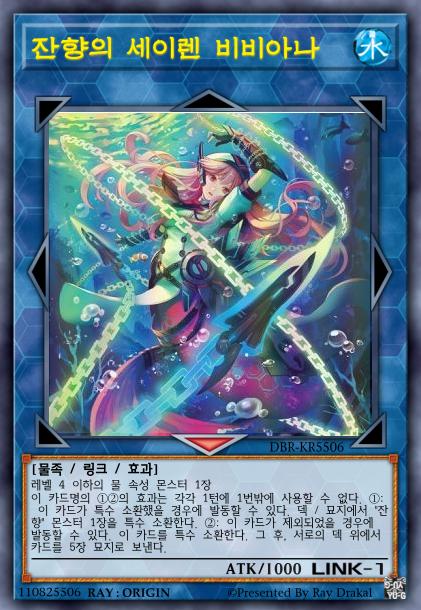 잔향의 세이렌 비비아나
水
DBR-KR5506
[물족 / 링크 / 효과]
레벨 4 이하의 물 속성 몬스터 1장
이 카드명의 ①②의 효과는 각각 1턴에 1번밖에 사용할 수 없다. ①:
이 카드가 특수 소환했을 경우에 발동할 수 있다. 덱 / 묘지에서 "잔
향" 몬스터 1장을 특수 소환한다. ②: 이 카드가 제외되었을 경우에
발동할 수 있다. 이 카드를 특수 소환한다. 그 후, 서로의 덱 위에서
카드를 5장 묘지로 보낸다.
ATK/1000 LINK-1
110825506 RAY : ORIGIN ©Presented By Ray Drakal